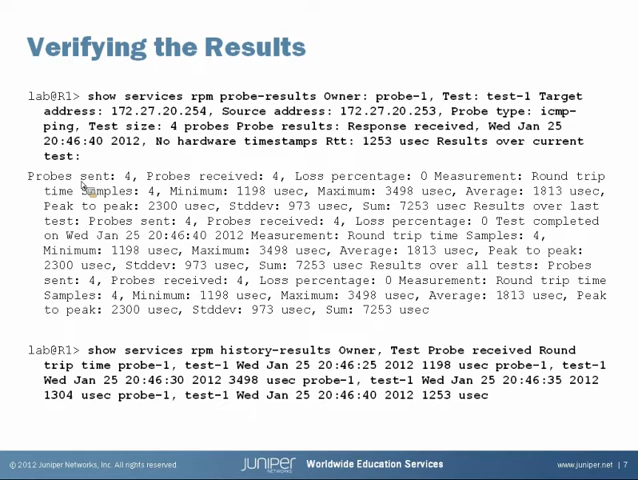 Verifying the Results
lab@R1> show services rpm probe-results Owner: probe-1, Test: test-1 Target
address: 172.27.20.254, Source address: 172.27.20.253, Probe type: icmp-
ping, Test size: 4 probes Probe results: Response received, Wed Jan 25
20:46:40 2012, No hardware timestamps Rtt: 1253 usec Results over current
test:
Probes sent: 4, Probes received: 4, Loss percentage: 0 Measurement: Round trip
time Samples: 4, Minimum: 1198 usec, Maximum: 3498 usec, Average: 1813 usec,
Peak to peak: 2300 usec, Stddev: 973 usec, Sum: 7253 usec Results over last
test: Probes sent: 4, Probes received: 4, Loss percentage: 0 Test completed
on Wed Jan 25 20:46:40 2012 Measurement: Round trip time Samples: 4,
Minimum: 1198 usec, Maximum: 3498 usec, Average: 1813 usec, Peak to peak:
2300 usec, Stddev: 973 usec, Sum: 7253 usec Results over all tests: Probes
sent: 4, Probes received: 4, Loss percentage: 0 Measurement: Round trip time
Samples: 4, Minimum: 1198 usec, Maximum: 3498 usec, Average: 1813 usec, Peak
to peak: 2300 usec, Stddev: 973 usec, Sum: 7253 usec
lab@R1> show services rpm history-results Owner, Test Probe received Round
trip time probe-1, test-1 Wed Jan 25 20:46:25 2012 1198 usec probe-1, test-1
Wed Jan 25 20:46:30 2012 3498 usec probe-1, test-1 Wed Jan 25 20:46:35 2012
1304 usec probe-1, test-1 Wed Jan 25 20:46:40 2012 1253 usec
© 2012 Juniper Networks, Inc. All rights reserved. JUNIPER NETWORKS Worldwide Education Services www.juniper.net | 7